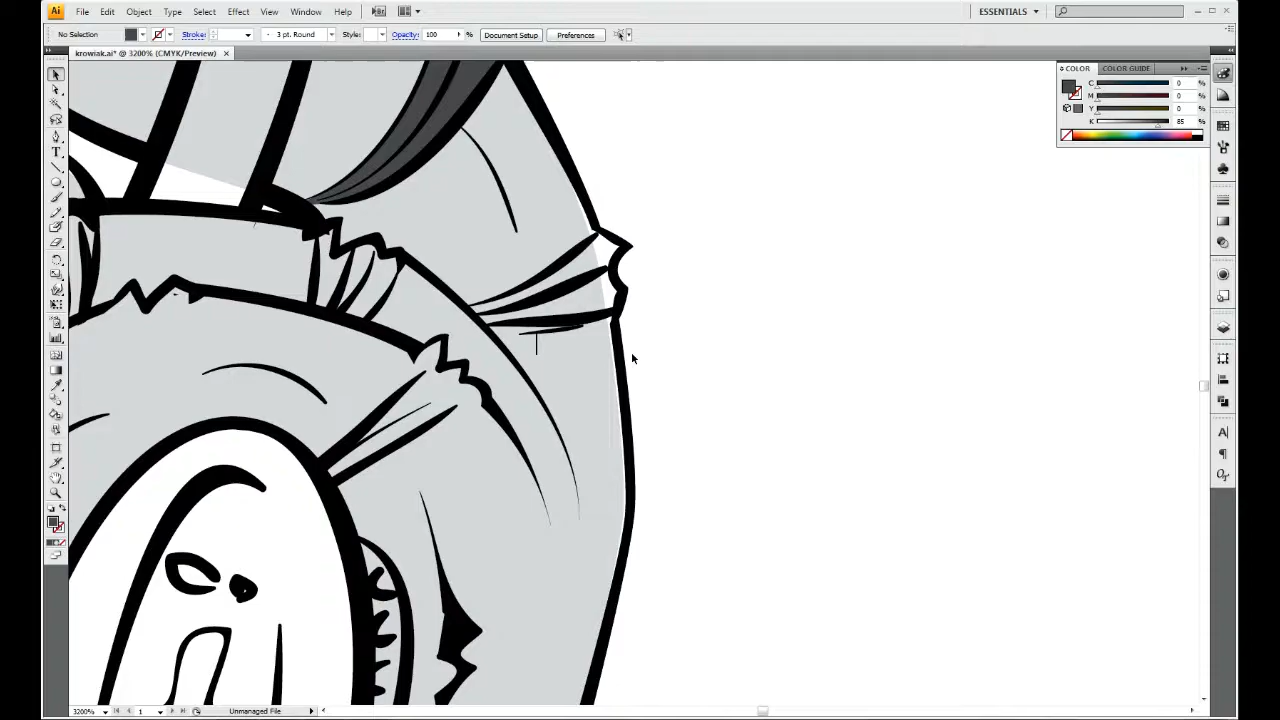 Ai File Edit Object Type Select Effect View Window Help Br ESSENTIALS
No Selection Stroke: 3 pt. Round Style: Opacity: 100 % Document Setup Preferences
krowiak.ai* @ 3200% (CMYK/Preview) ×
COLOR COLOR GUIDE
C 0 %
M 0 %
Y 0 %
K 85 %
3200% 1 Unmanaged File